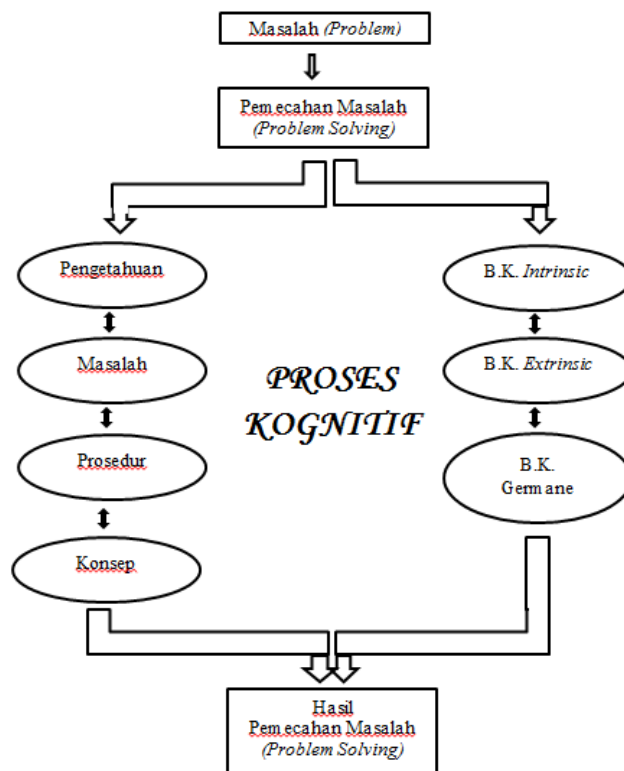 Masalah (Problem)
Pemecahan Masalah
(Problem Solving)
Pengetahuan
Masalah
Prosedur
Konsep
PROSES
KOGNITIF
B.K. Intrinsic
B.K. Extrinsic
B.K.
Germane
Hasil
Pemecahan Masalah
(Problem Solving)